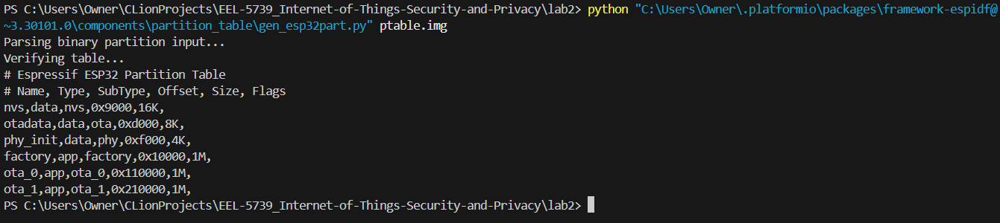 PS C:\Users\Owner\CLionProjects\EEL-5739_Internet-of-Things-Security-and-Privacy\lab2> python "C:\Users\Owner\.platformio\packages\framework-espidf@
~3.30101.0\components\partition_table\gen_esp32part.py" ptable.img
Parsing binary partition input...
Verifying table...
# Espressif ESP32 Partition Table
# Name, Type, SubType, Offset, Size, Flags
nvs,data,nvs,0x9000,16K,
otadata,data,ota,0xd000,8K,
phy_init,data,phy,0xf000,4K,
factory,app,factory,0x10000,1M,
ota_0,app,ota_0,0x110000,1M,
ota_1,app,ota_1,0x210000,1M,
PS C:\Users\Owner\CLionProjects\EEL-5739_Internet-of-Things-Security-and-Privacy\lab2>